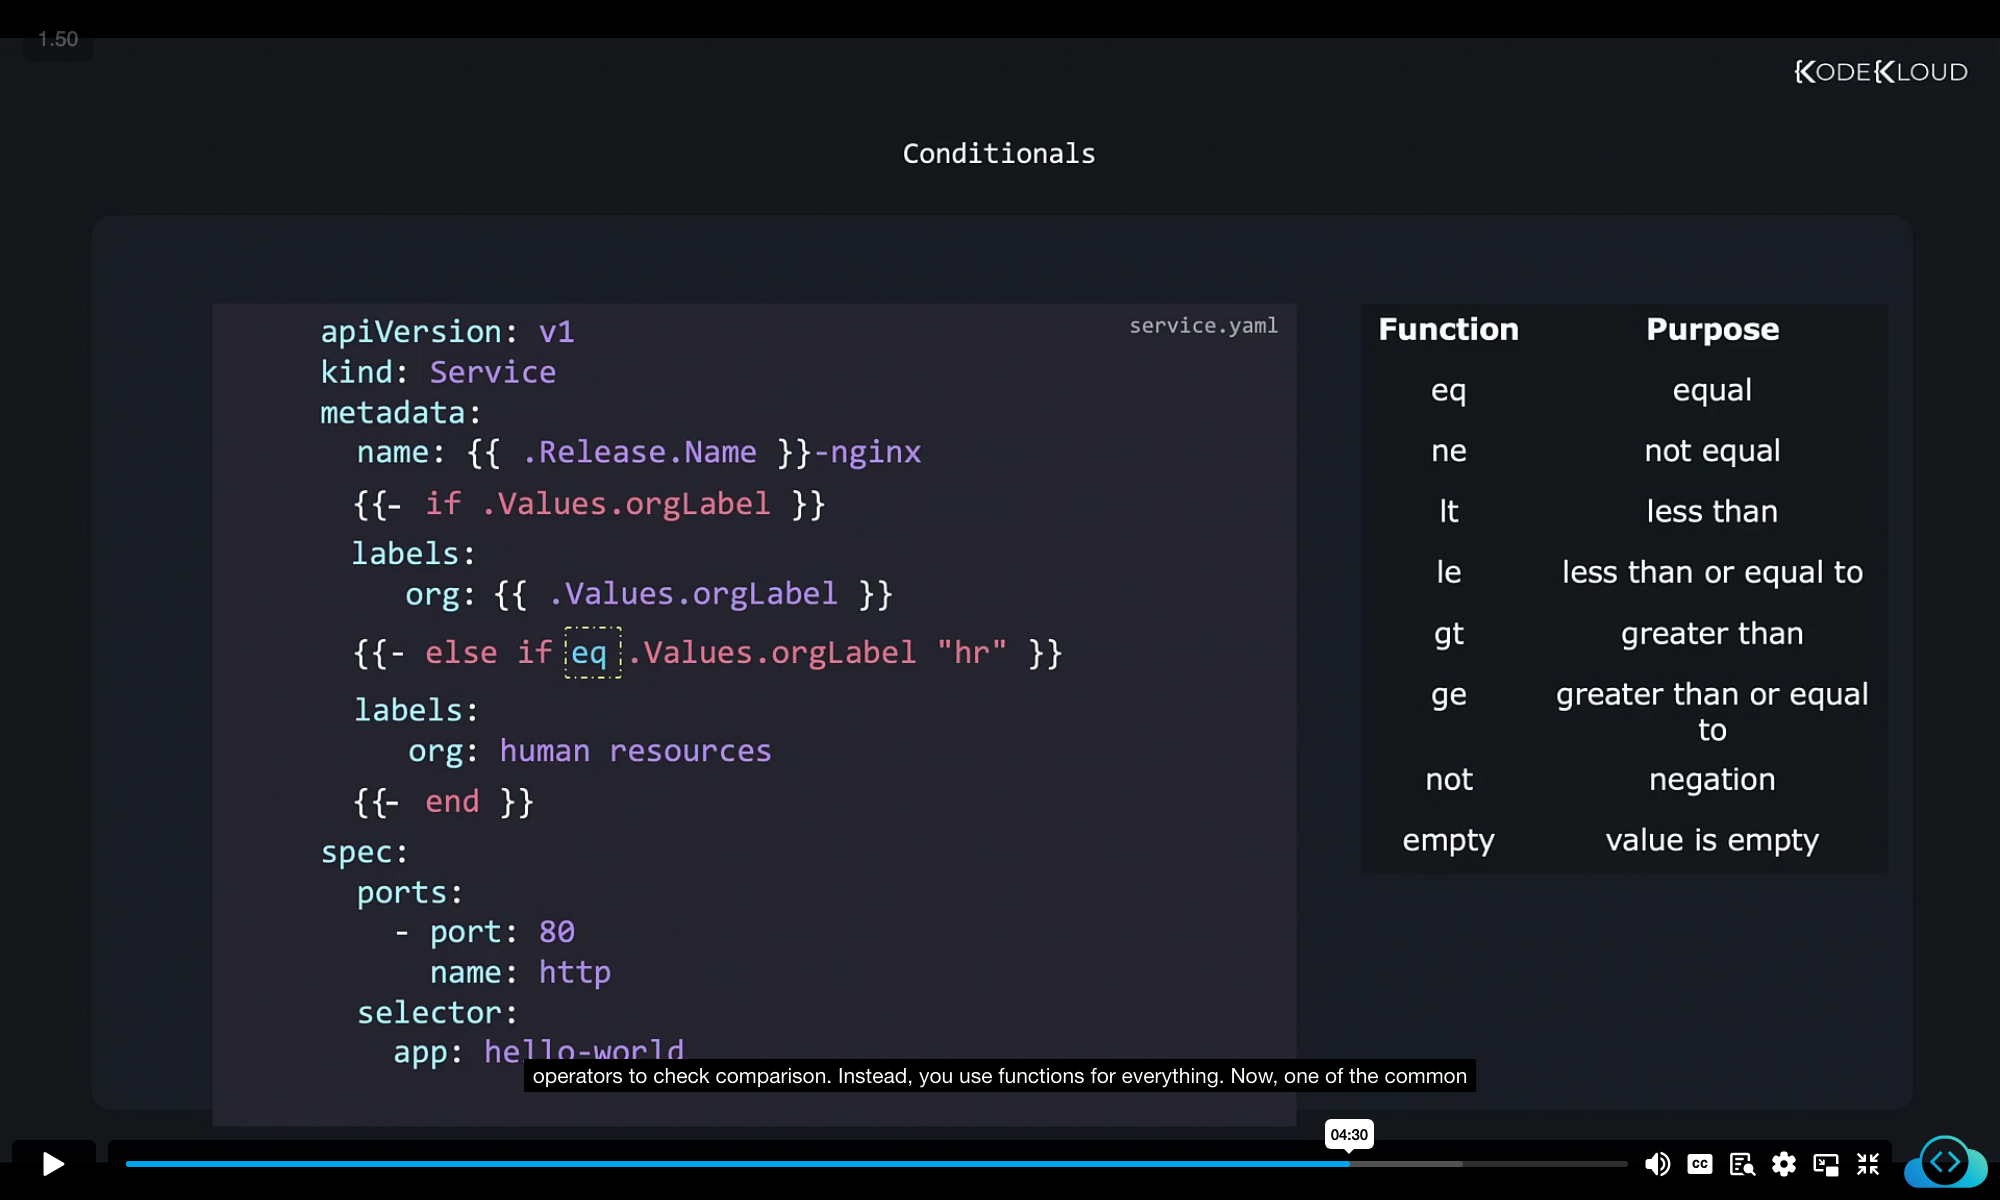 1.50
KODEKLOUD
Conditionals
service.yaml
apiVersion: v1
kind: Service
metadata:
  name: {{ .Release.Name }}-nginx
  {{- if .Values.orgLabel }}
  labels:
     org: {{ .Values.orgLabel }}
  {{- else if eq .Values.orgLabel "hr" }}
  labels:
     org: human resources
  {{- end }}
spec:
  ports:
    - port: 80
      name: http
  selector:
    app: hello-world
Function Purpose
eq equal
ne not equal
lt less than
le less than or equal to
gt greater than
ge greater than or equal
to
not negation
empty value is empty
operators to check comparison. Instead, you use functions for everything. Now, one of the common
04:30
CC